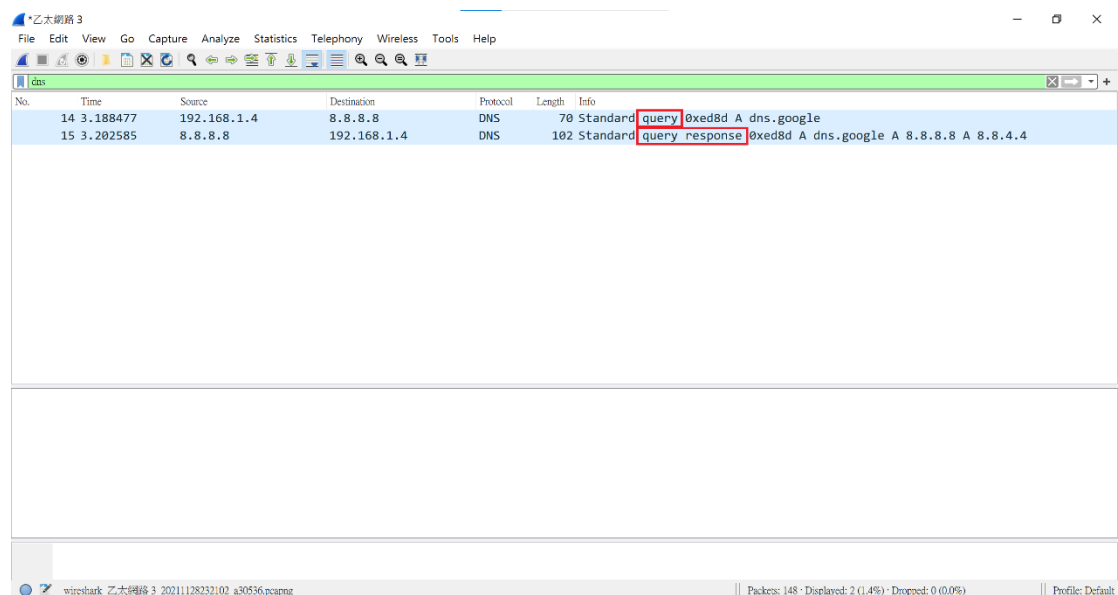 *乙太網路 3
File Edit View Go Capture Analyze Statistics Telephony Wireless Tools Help
dns
No. Time Source Destination Protocol Length Info
14 3.188477 192.168.1.4 8.8.8.8 DNS 70 Standard query 0xed8d A dns.google
15 3.202585 8.8.8.8 192.168.1.4 DNS 102 Standard query response 0xed8d A dns.google A 8.8.8.8 A 8.8.4.4
wireshark_乙太網路 3_20211128232102_a30536.pcapng Packets: 148 · Displayed: 2 (1.4%) · Dropped: 0 (0.0%) Profile: Default